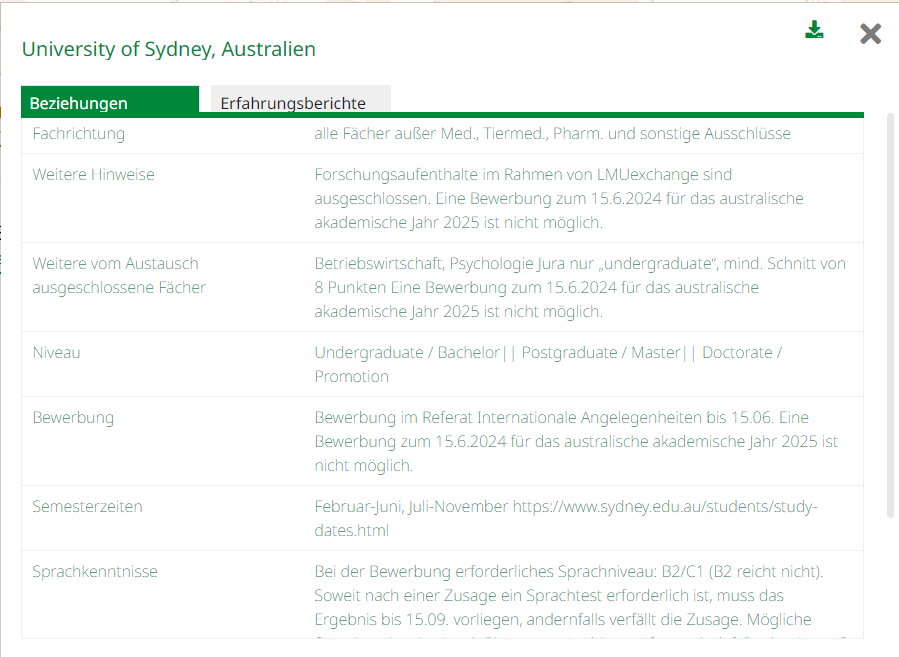 University of Sydney, Australien
Beziehungen
Erfahrungsberichte
Fachrichtung
alle Fächer außer Med., Tiermed., Pharm. und sonstige Ausschlüsse
Weitere Hinweise
Forschungsaufenthalte im Rahmen von LMUexchange sind
ausgeschlossen. Eine Bewerbung zum 15.6.2024 für das australische
akademische Jahr 2025 ist nicht möglich.
Weitere vom Austausch
ausgeschlossene Fächer
Betriebswirtschaft, Psychologie Jura nur „undergraduate“, mind. Schnitt von
8 Punkten Eine Bewerbung zum 15.6.2024 für das australische
akademische Jahr 2025 ist nicht möglich.
Niveau
Undergraduate / Bachelor|| Postgraduate / Master|| Doctorate /
Promotion
Bewerbung
Bewerbung im Referat Internationale Angelegenheiten bis 15.06. Eine
Bewerbung zum 15.6.2024 für das australische akademische Jahr 2025 ist
nicht möglich.
Semesterzeiten
Februar-Juni, Juli-November https://www.sydney.edu.au/students/study-
dates.html
Sprachkenntnisse
Bei der Bewerbung erforderliches Sprachniveau: B2/C1 (B2 reicht nicht).
Soweit nach einer Zusage ein Sprachtest erforderlich ist, muss das
Ergebnis bis 15.09. vorliegen, andernfalls verfällt die Zusage. Mögliche